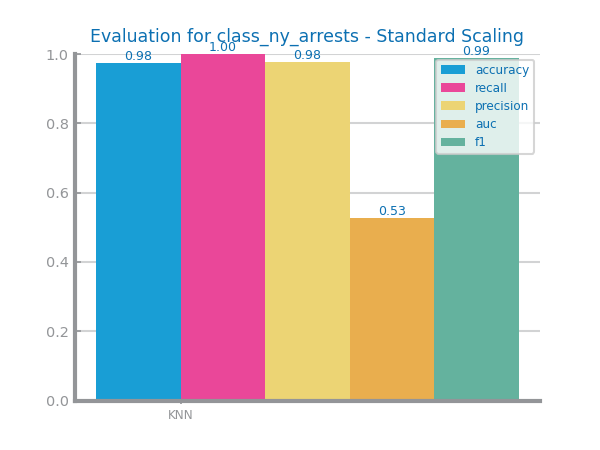 Evaluation for class_ny_arrests - Standard Scaling
1.0
0.8
0.6
0.4
0.2
0.0
0.98
1.00
0.98
0.53
0.99
accuracy
recall
precision
auc
f1
KNN